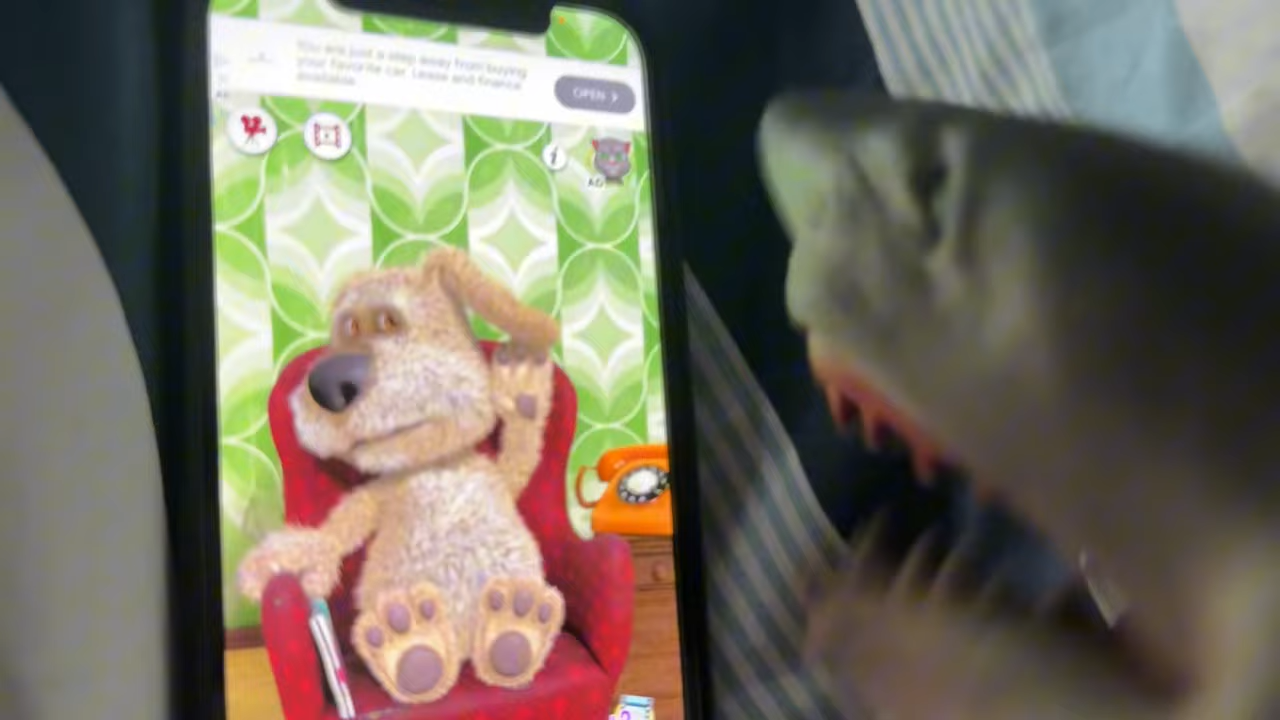 You are just a step away from buying
your favorite car. Lease and finance
available.
OPEN
i
AD